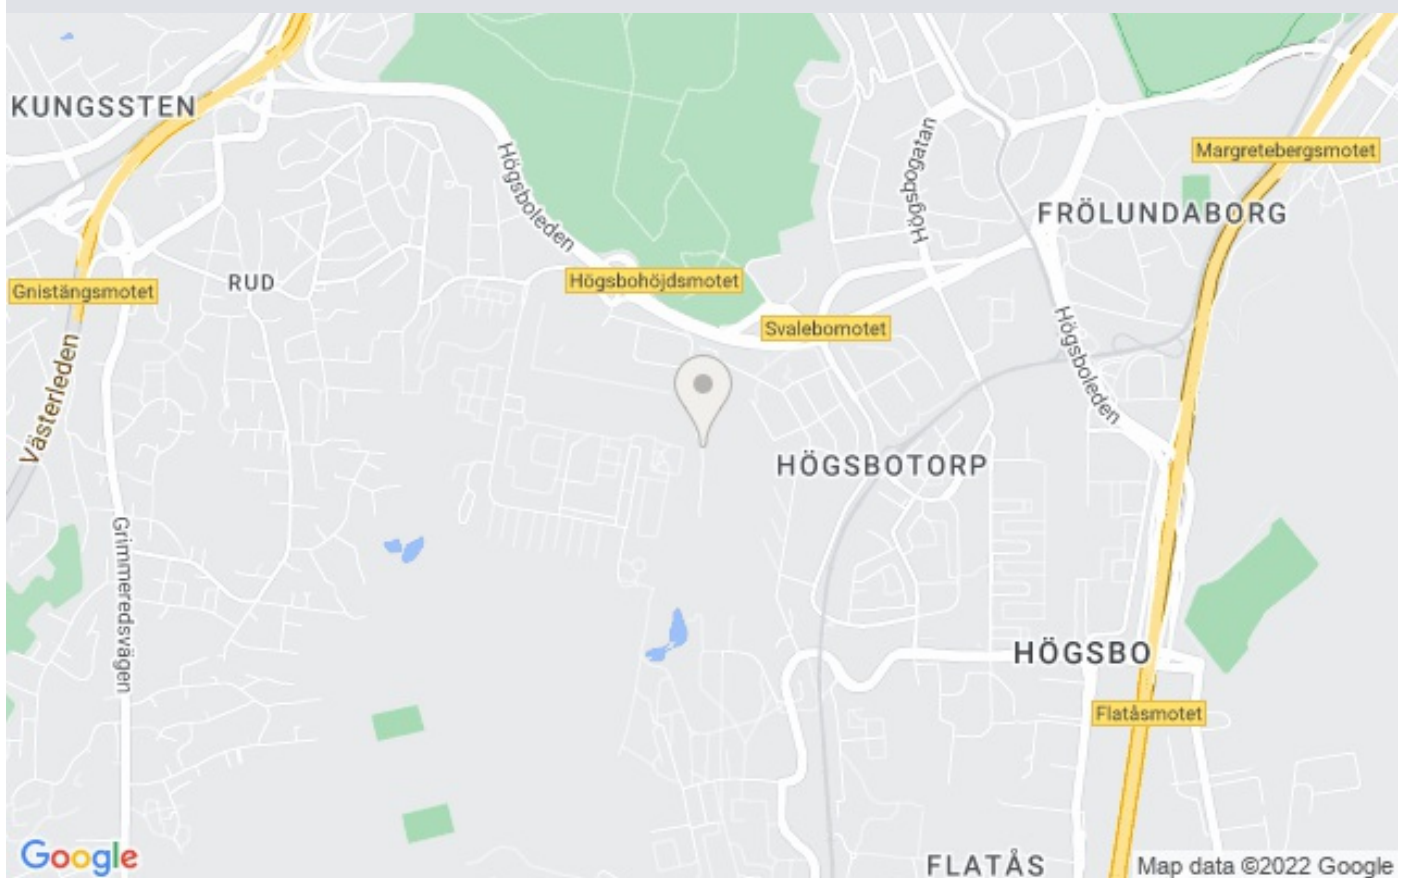 KUNGSSTEN
Högsboleden
Högsbogatan
Margretebergsmotet
FRÖLUNDABORG
RUD
Gnistängsmotet
Högsbohöjdsmotet
Svalebomotet
Högsboleden
Västerleden
HÖGSBOTORP
Grimmeredsvägen
HÖGSBO
Flatåsmotet
Google
FLATÅS
Map data ©2022 Google